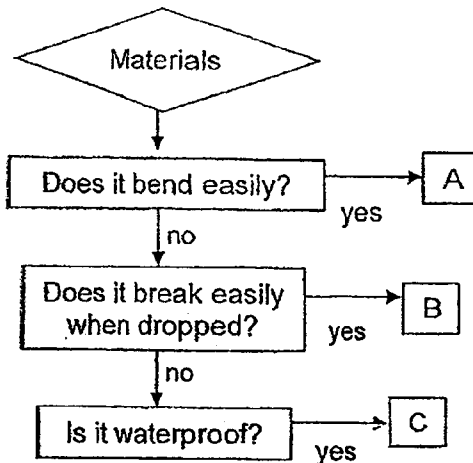 Materials
Does it bend easily?
A
yes
no
Does it break easily
when dropped?
B
yes
no
Is it waterproof?
C
yes